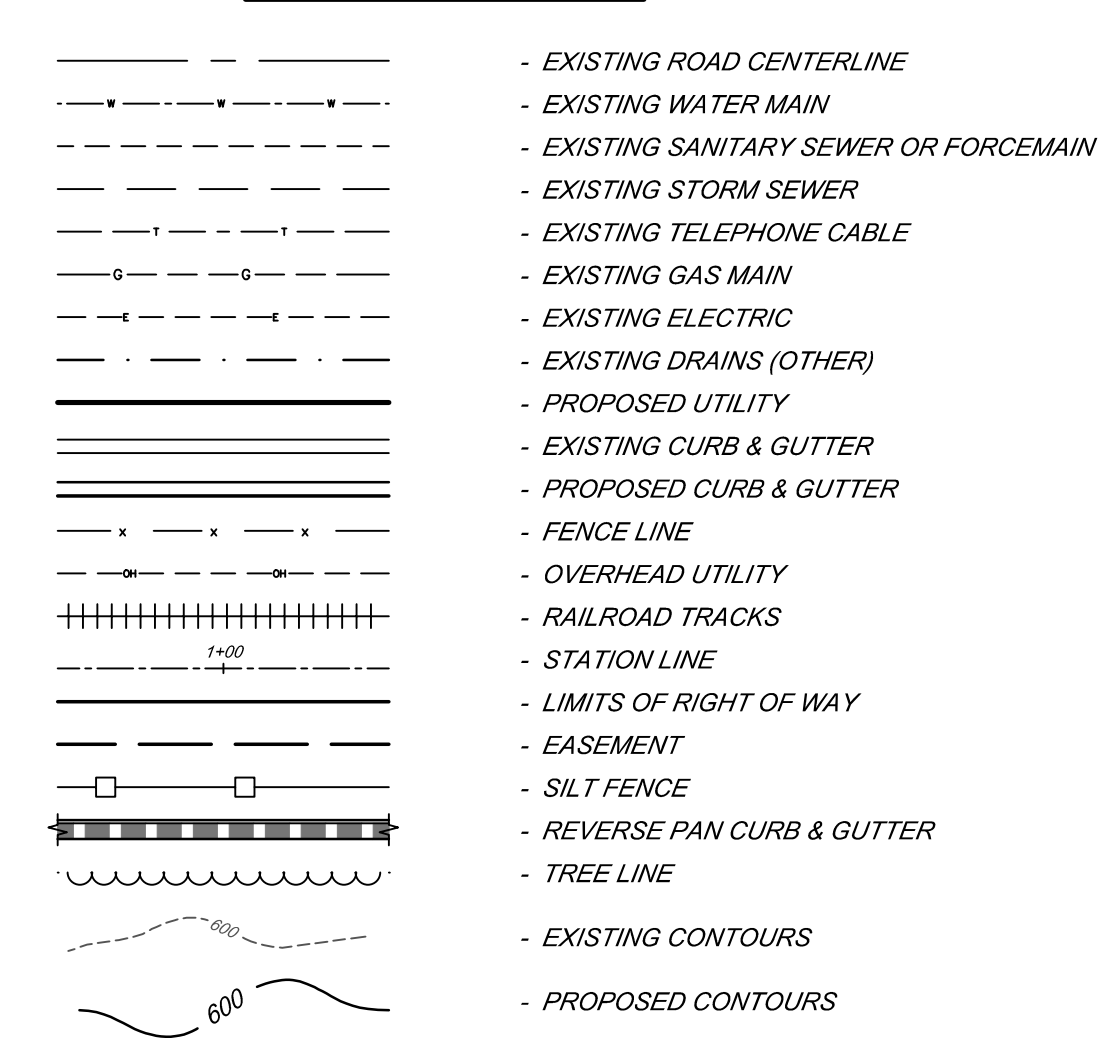 - EXISTING ROAD CENTERLINE
W W W - EXISTING WATER MAIN
- EXISTING SANITARY SEWER OR FORCEMAIN
- EXISTING STORM SEWER
T T - EXISTING TELEPHONE CABLE
G G - EXISTING GAS MAIN
E E - EXISTING ELECTRIC
- EXISTING DRAINS (OTHER)
- PROPOSED UTILITY
- EXISTING CURB & GUTTER
- PROPOSED CURB & GUTTER
X X X - FENCE LINE
OH OH - OVERHEAD UTILITY
- RAILROAD TRACKS
1+00 - STATION LINE
- LIMITS OF RIGHT OF WAY
- EASEMENT
- SILT FENCE
- REVERSE PAN CURB & GUTTER
- TREE LINE
600 - EXISTING CONTOURS
600 - PROPOSED CONTOURS